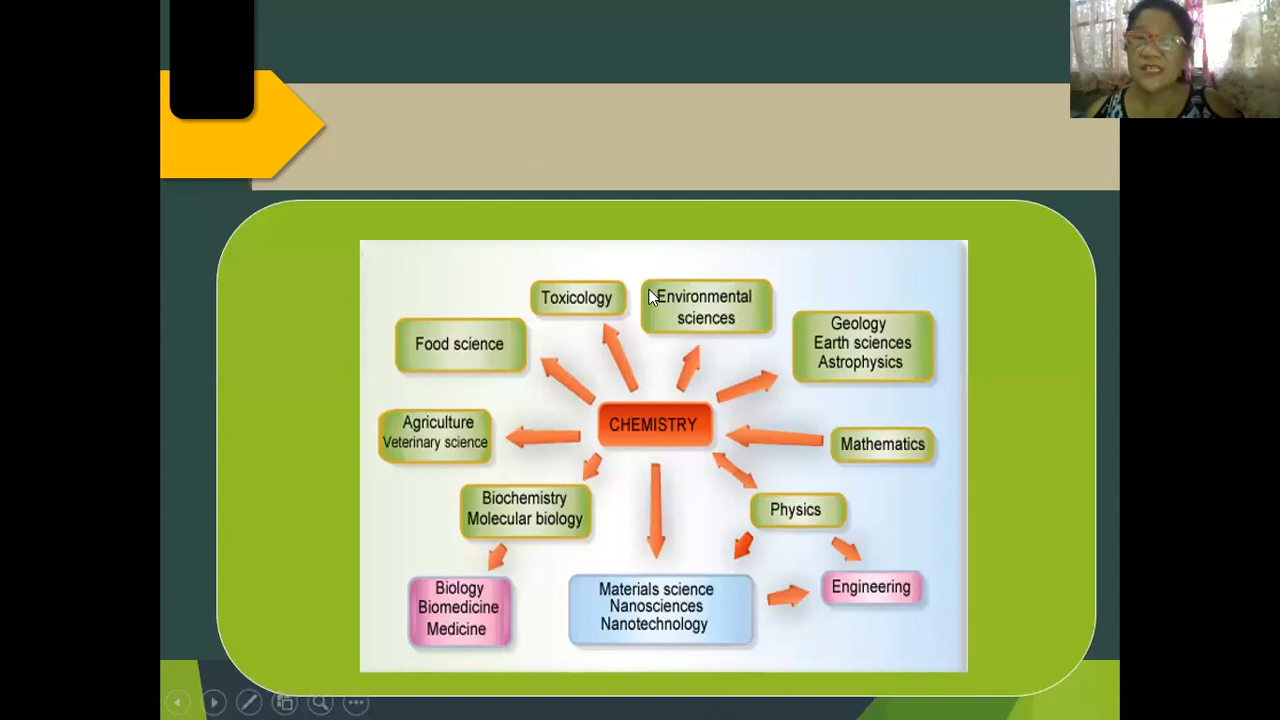 Toxicology
Environmental
sciences
Geology
Earth sciences
Astrophysics
Food science
CHEMISTRY
Agriculture
Veterinary science
Mathematics
Biochemistry
Molecular biology
Physics
Biology
Biomedicine
Medicine
Materials science
Nanosciences
Nanotechnology
Engineering